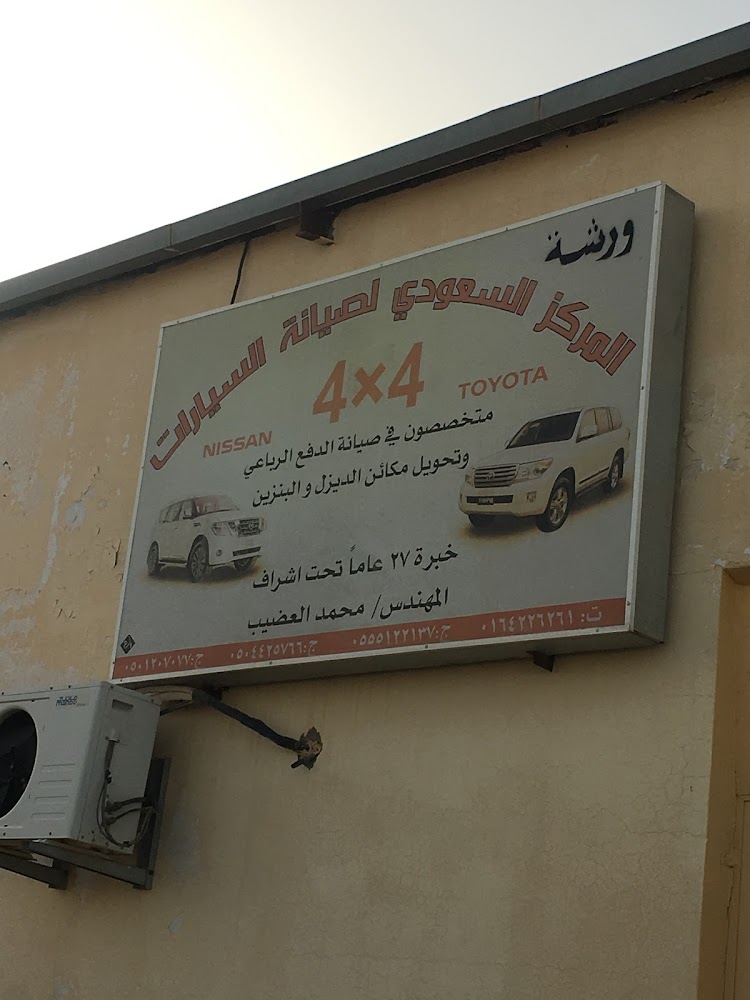 ورشة
المركز السعودي لصيانة السيارات
4×4
NISSAN
TOYOTA
متخصصون في صيانة الدفع الرباعي
وتحويل مكائن الديزل و البنزين
خبرة ٢٧ عاماً تحت اشراف
المهندس/ محمد العضيب
ت: ٠١٦٤٢٢٦٢٦١ ج: ٠٥٥٥١٢٢١٣٧ ج: ٠٥٠٤٤٢٥٧٦٦ ج: ٠٥٠١٢٠٧٠٧٧